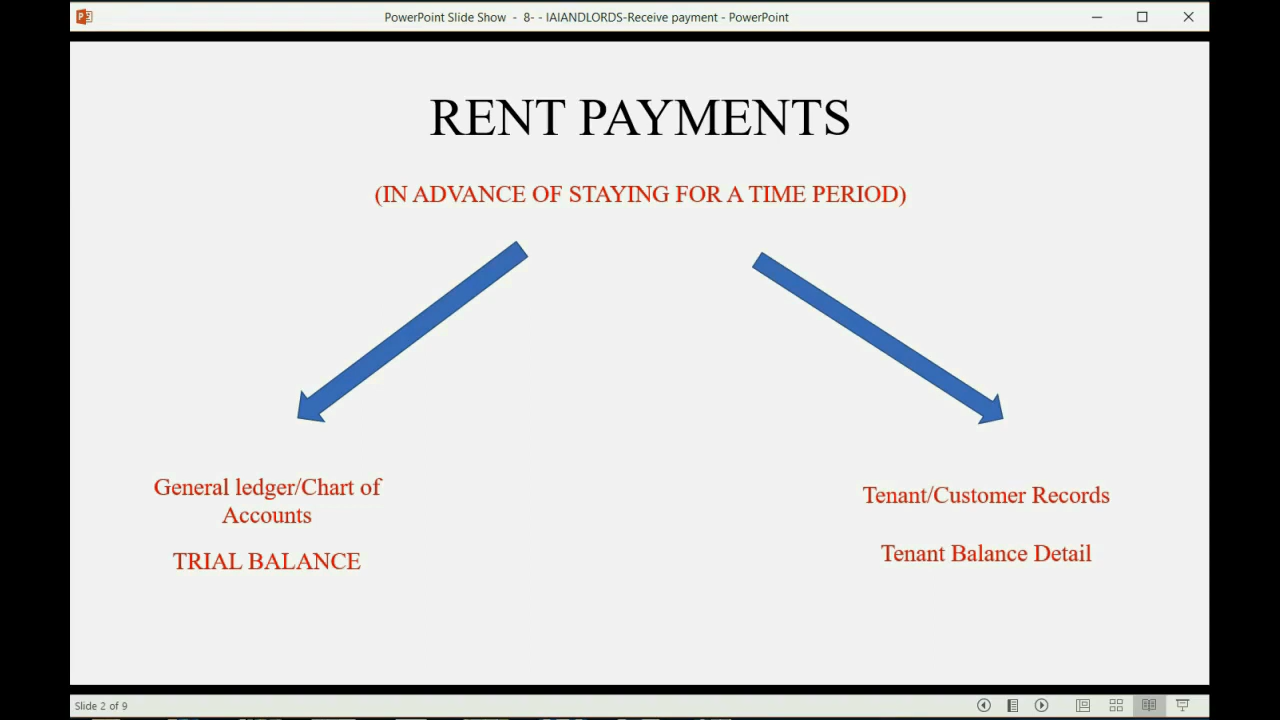 PowerPoint Slide Show - 8- - IAIANDLORDS-Receive payment - PowerPoint
RENT PAYMENTS
(IN ADVANCE OF STAYING FOR A TIME PERIOD)
General ledger/Chart of
Accounts
TRIAL BALANCE
Tenant/Customer Records
Tenant Balance Detail
Slide 2 of 9